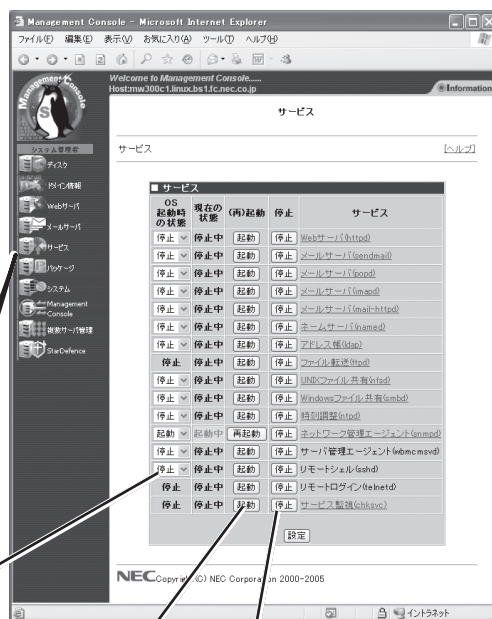 Management Console - Microsoft Internet Explorer
ファイル(F) 編集(E) 表示(V) お気に入り(A) ツール(T) ヘルプ(H)
Management Console
Welcome to Management Console......
Host:mw300c1.linux.bs1.fc.nec.co.jp
Information
サービス
システム管理者
サービス
[ヘルプ]
ディスク
ドメイン情報
Webサーバ
メールサーバ
サービス
パッケージ
システム
Management Console
複数サーバ管理
StarDefence
■ サービス
OS起動時の状態 現在の状態 (再)起動 停止 サービス
停止 停止中 起動 停止 Webサーバ(httpd)
停止 停止中 起動 停止 メールサーバ(sendmail)
停止 停止中 起動 停止 メールサーバ(popd)
停止 停止中 起動 停止 メールサーバ(imapd)
停止 停止中 起動 停止 メールサーバ(mail-httpd)
停止 停止中 起動 停止 ネームサーバ(named)
停止 停止中 起動 停止 アドレス帳(ldap)
停止 停止中 起動 停止 ファイル転送(ftpd)
停止 停止中 起動 停止 UNIXファイル共有(nfsd)
停止 停止中 起動 停止 Windowsファイル共有(smbd)
停止 停止中 起動 停止 時刻調整(ntpd)
起動 起動中 再起動 停止 ネットワーク管理エージェント(snmpd)
停止 停止中 起動 停止 サーバ管理エージェント(wbmcmsvd)
停止 停止中 起動 停止 リモートシェル(sshd)
停止 停止中 起動 停止 リモートログイン(telnetd)
停止 停止中 起動 停止 サービス監視(chksvc)
設定
NEC Copyright(C) NEC Corporation 2000-2005
イントラネット